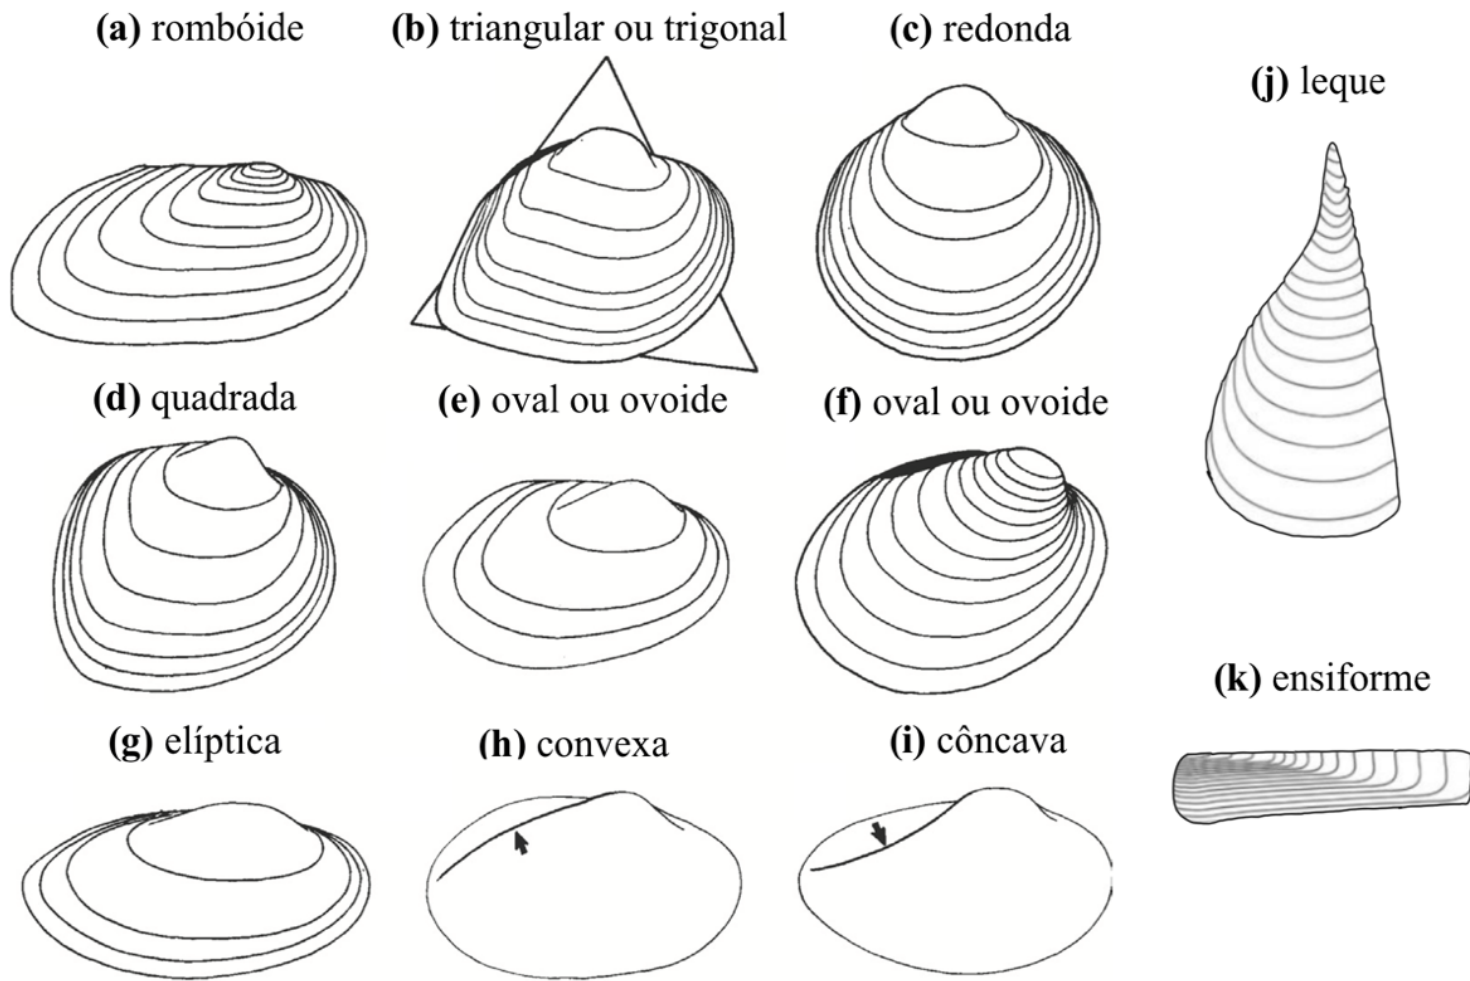 (a) rombóide
(b) triangular ou trigonal
(c) redonda
(j) leque
(d) quadrada
(e) oval ou ovoide
(f) oval ou ovoide
(k) ensiforme
(g) elíptica
(h) convexa
(i) côncava